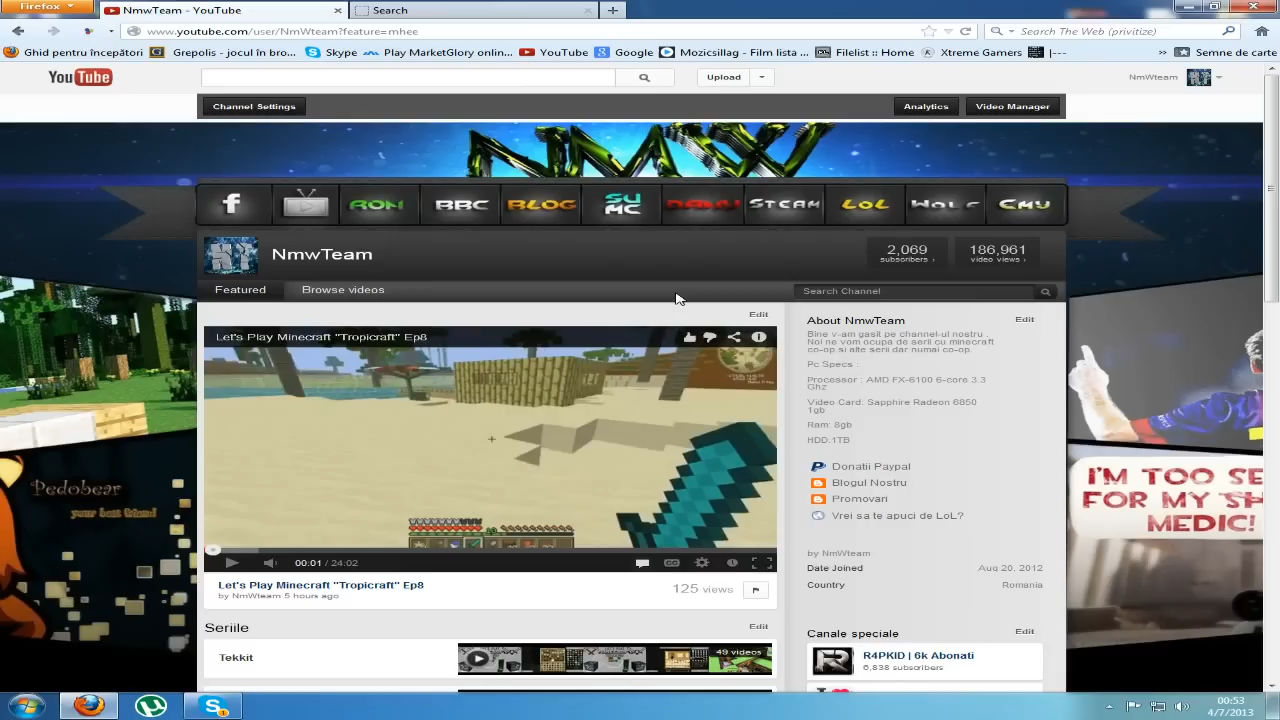 Firefox
NmwTeam - YouTube
Search
www.youtube.com/user/NmWteam?feature=mhee
Search The Web (privitize)
Ghid pentru începători
Grepolis - jocul în bro...
Skype
Play MarketGlory onlin...
YouTube
Google
Mozicsillag - Film lista ...
Filelist :: Home
Xtreme Gamers
|---
Semne de carte
YouTube
Upload
NmWteam
Channel Settings
Analytics
Video Manager
NMW
f
RON
BBC
BLOG
SU MC
STEAM
LoL
EMY
NmwTeam
2,069
subscribers ›
186,961
video views ›
Featured
Browse videos
Search Channel
Edit
Let's Play Minecraft "Tropicraft" Ep8
00:01 / 24:02
Let's Play Minecraft "Tropicraft" Ep8
by NmWteam 5 hours ago
125 views
Seriile
Edit
Tekkit
49 videos
About NmwTeam
Edit
Bine v-am gasit pe channel-ul nostru .
Noi ne vom ocupa de serii cu minecraft
co-op si alte serii dar numai co-op.
Pc Specs :
Processor : AMD FX-6100 6-core 3.3
Ghz
Video Card: Sapphire Radeon 6850
1gb
Ram: 8gb
HDD:1TB
Donatii Paypal
Blogul Nostru
Promovari
Vrei sa te apuci de LoL?
by NmWteam
Date Joined
Aug 20, 2012
Country
Romania
Canale speciale
Edit
R4PKID | 6k Abonati
6,838 subscribers
Pedobear
your best friend
I'M TOO SE
FOR MY SH
MEDIC!
00:53
4/7/2013